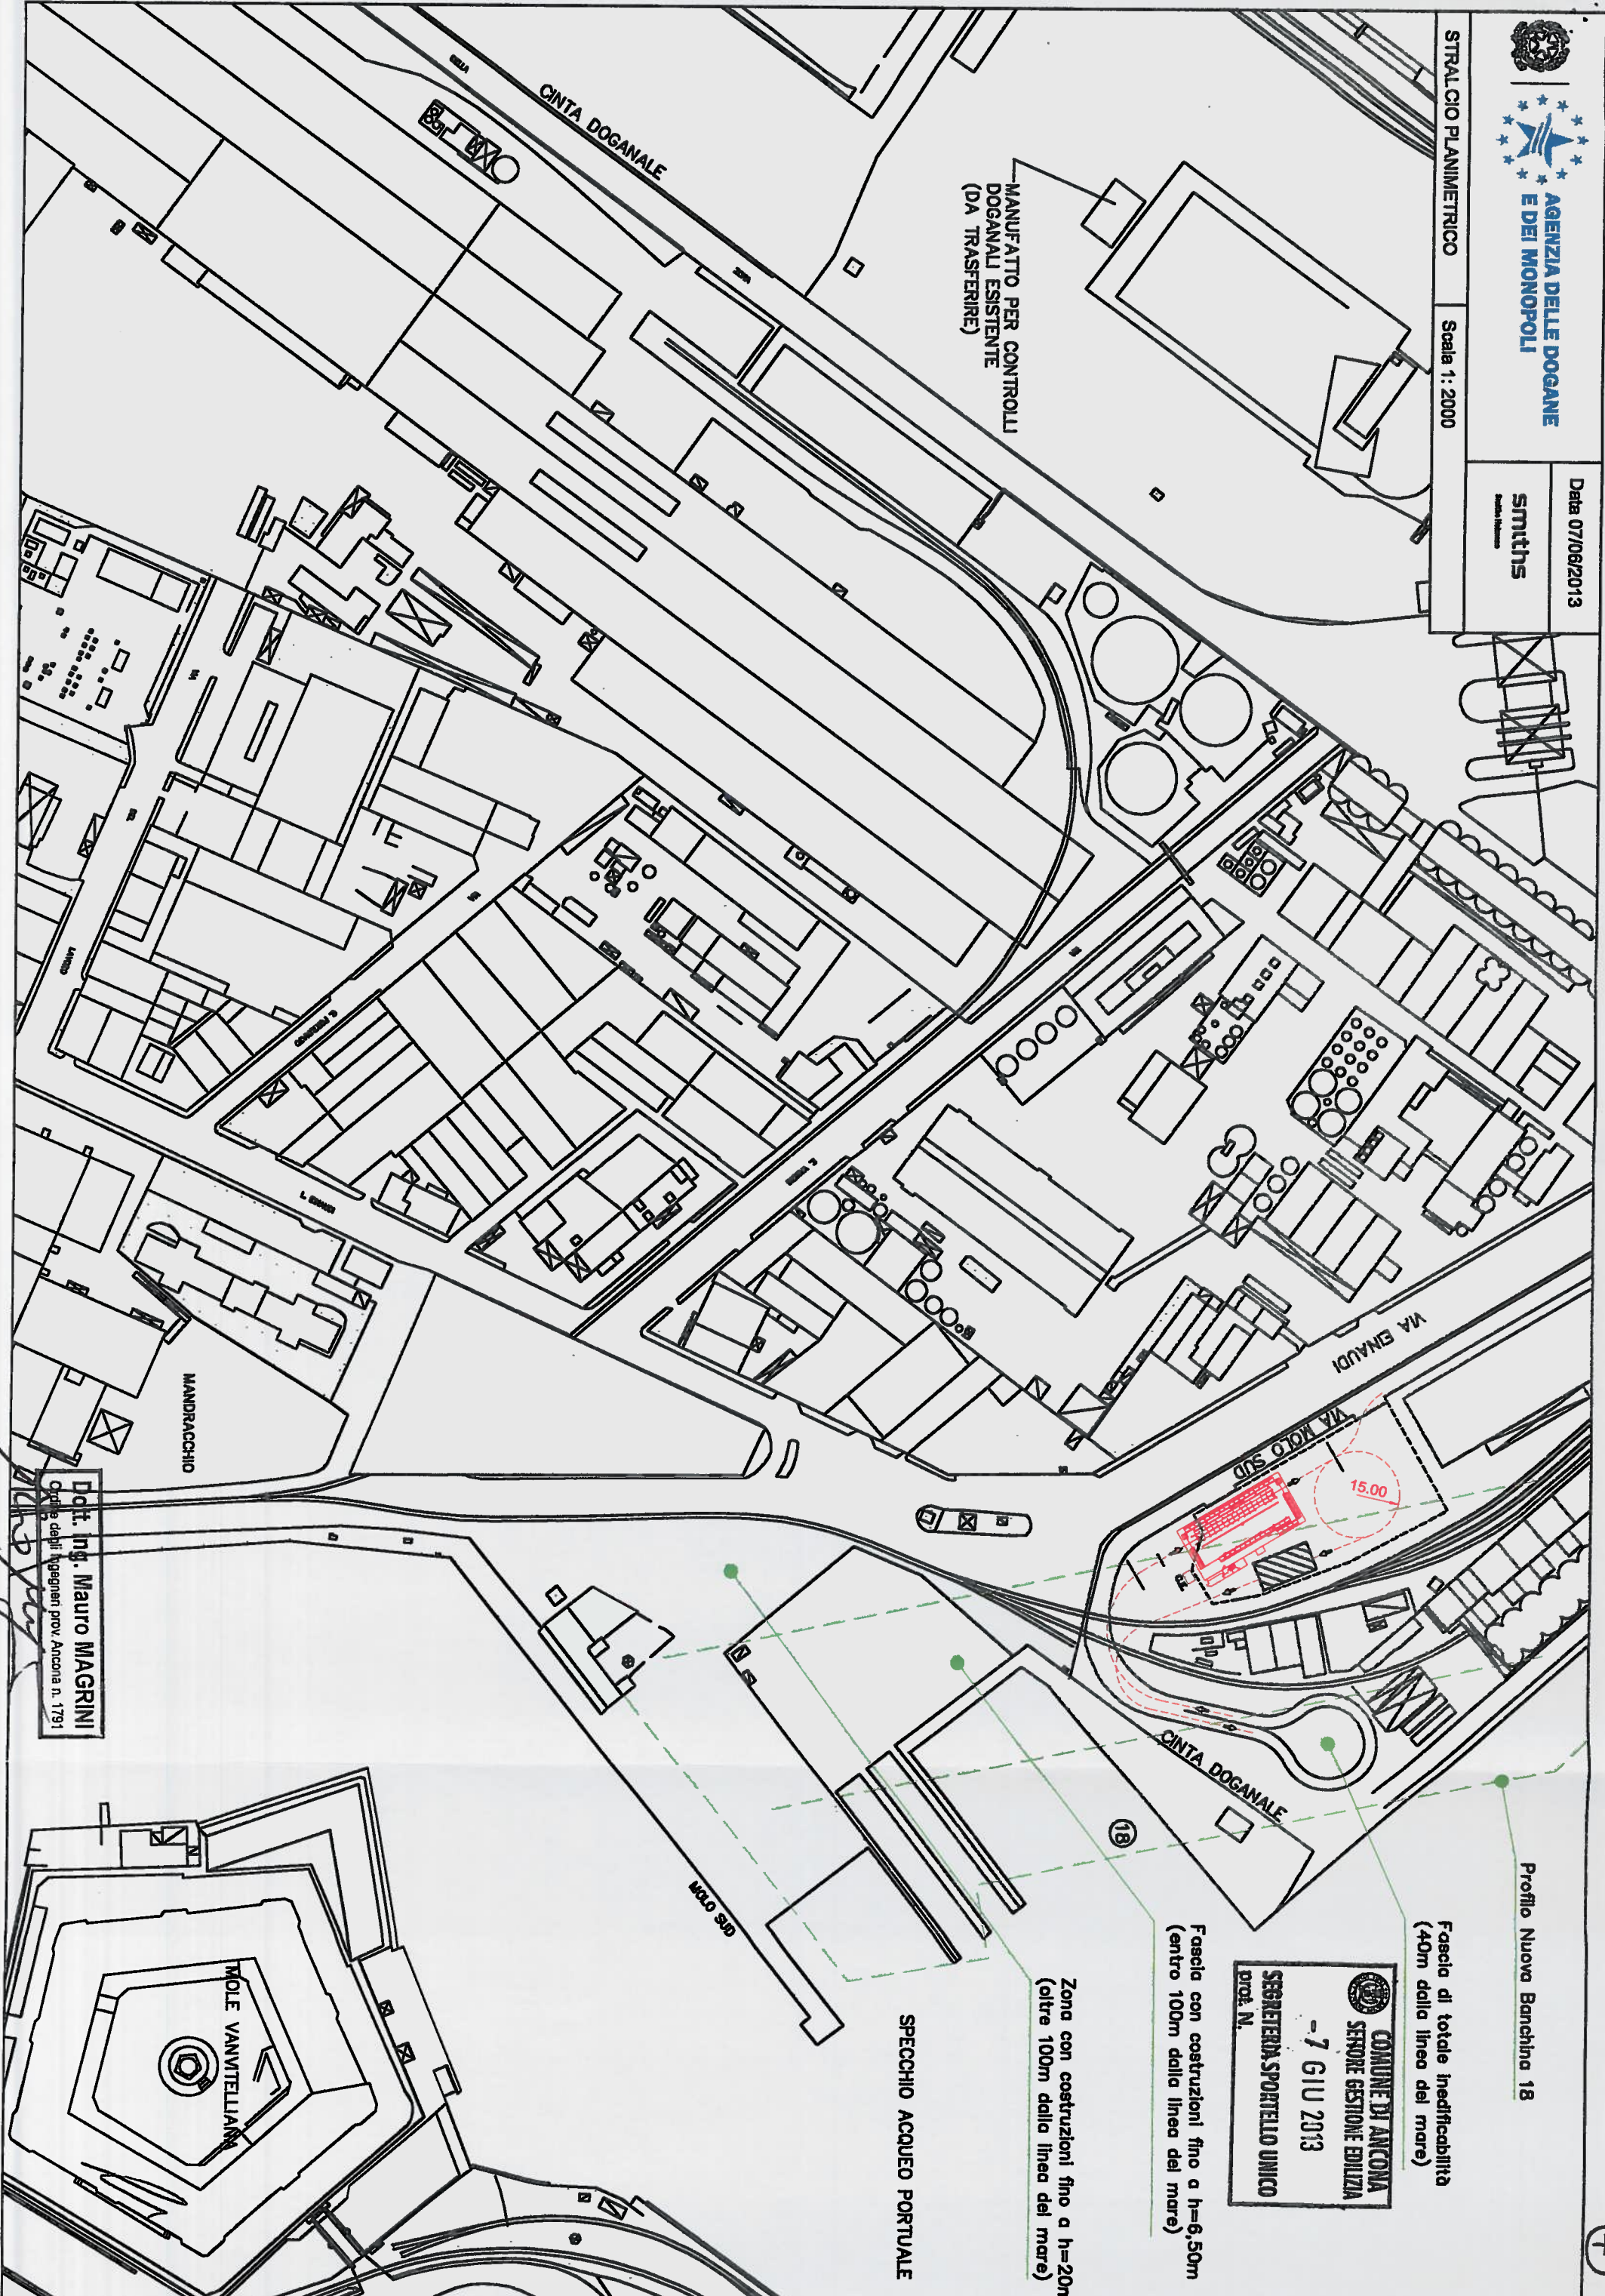 AGENZIA DELLE DOGANE
E DEI MONOPOLI
Data 07/06/2013
smiths
STRALCIO PLANIMETRICO
Scala 1: 2000
MANUFATTO PER CONTROLLI
DOGANALI ESISTENTE
(DA TRASFERIRE)
CINTA DOGANALE
VIA EINAUDI
VIA MOLO SUD
15.00
CINTA DOGANALE
18
L. EINAUDI
MANDRACCHIO
MOLO SUD
MOLE VANVITELLIANA
SPECCHIO ACQUEO PORTUALE
Profilo Nuova Banchina 18
Fascia di totale inedificabilità
(40m dalla linea del mare)
Fascia con costruzioni fino a h=6,50m
(entro 100m dalla linea del mare)
Zona con costruzioni fino a h=20m
(oltre 100m dalla linea del mare)
COMUNE DI ANCONA
SETTORE GESTIONE EDILIZIA
-7 GIU 2013
SEGRETERIA SPORTELLO UNICO
prot. N.
Dott. Ing. Mauro MAGRINI
Ordine degli Ingegneri prov. Ancona n. 1791